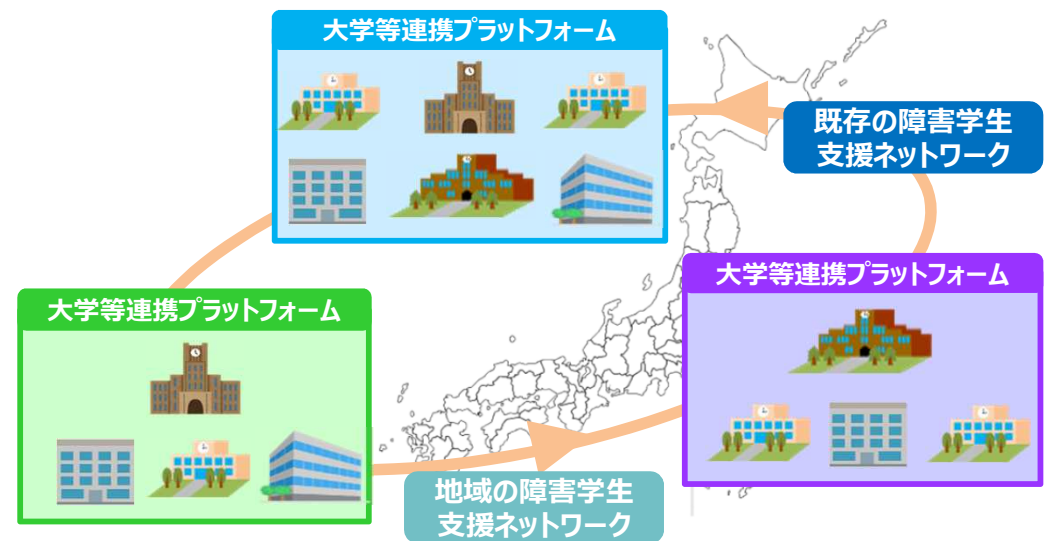 大学等連携プラットフォーム
既存の障害学生
支援ネットワーク
大学等連携プラットフォーム
大学等連携プラットフォーム
地域の障害学生
支援ネットワーク